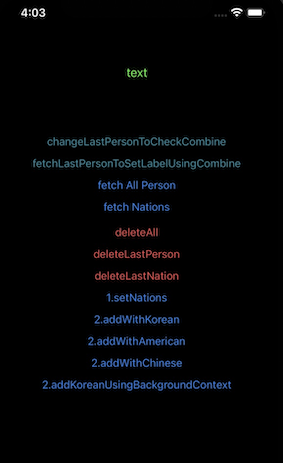 4:03
text
changeLastPersonToCheckCombine
fetchLastPersonToSetLabelUsingCombine
fetch All Person
fetch Nations
deleteAll
deleteLastPerson
deleteLastNation
1.setNations
2.addWithKorean
2.addWithAmerican
2.addWithChinese
2.addKoreanUsingBackgroundContext